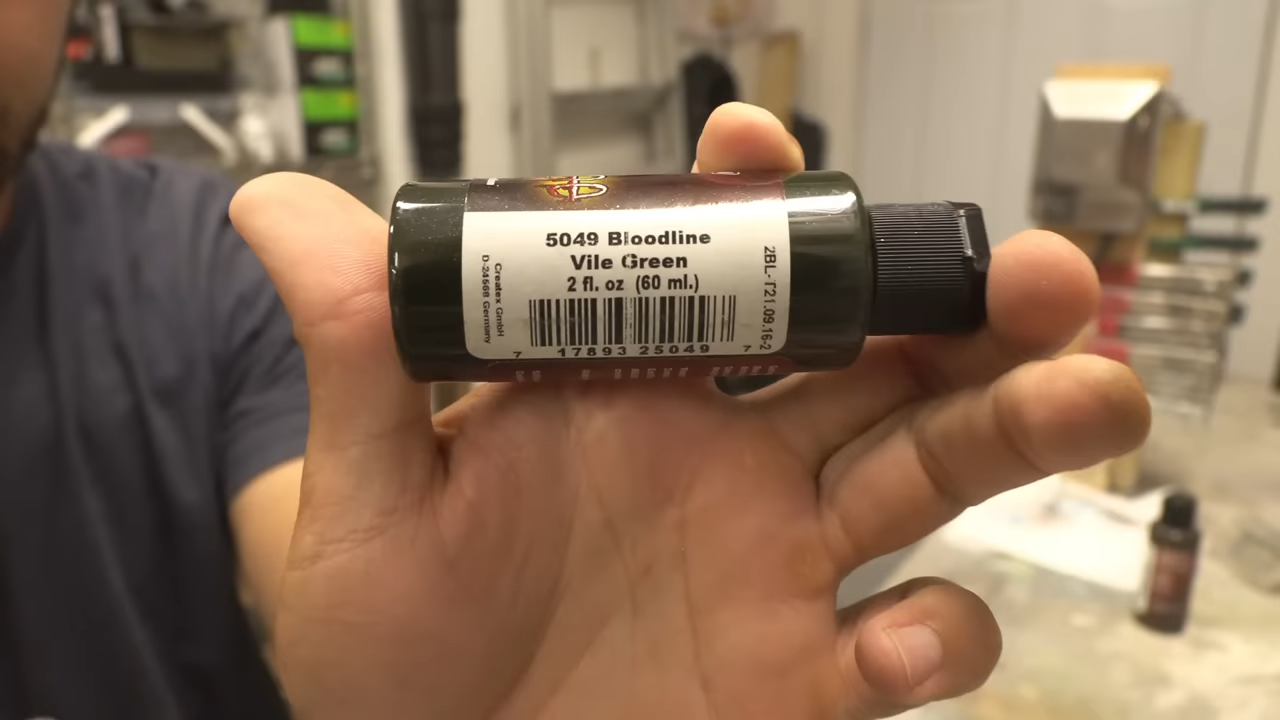 5049 Bloodline
Vile Green
2 fl. oz (60 ml.)
7 17893 25049 7
Createx GmbH
D-24568 Germany
2BL-T21.09.16-2